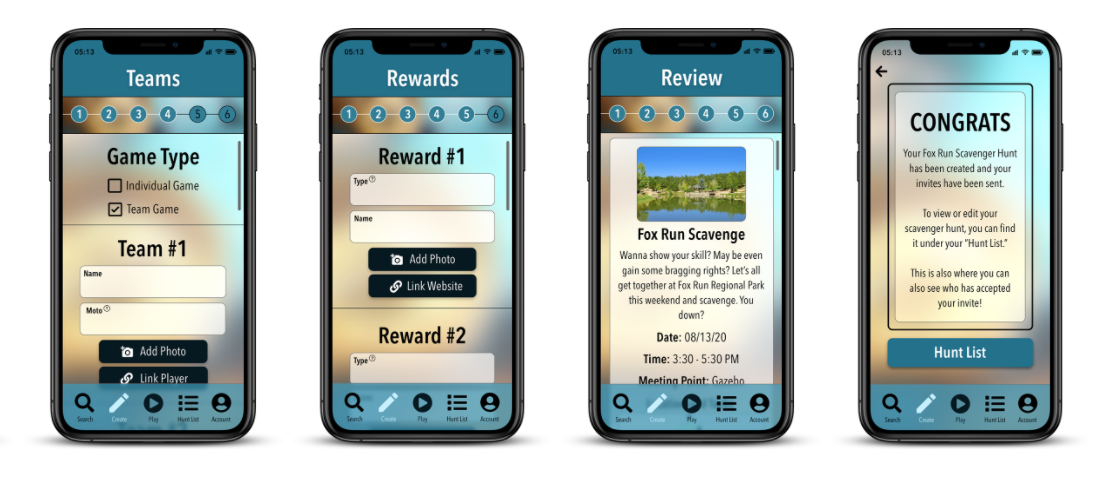 05:13
Teams
1 2 3 4 5 6
Game Type
Individual Game
Team Game
Team #1
Name
Moto ?
Add Photo
Link Player
Search Create Play Hunt List Account
05:13
Rewards
1 2 3 4 5 6
Reward #1
Type ?
Name
Add Photo
Link Website
Reward #2
Type ?
Search Create Play Hunt List Account
05:13
Review
1 2 3 4 5 6
Fox Run Scavenge
Wanna show your skill? May be even
gain some bragging rights? Let's all
get together at Fox Run Regional Park
this weekend and scavenge. You
down?
Date: 08/13/20
Time: 3:30 - 5:30 PM
Meeting Point: Gazebo
Search Create Play Hunt List Account
05:13
CONGRATS
Your Fox Run Scavenger Hunt
has been created and your
invites have been sent.
To view or edit your
scavenger hunt, you can find
it under your “Hunt List.”
This is also where you can
also see who has accepted
your invite!
Hunt List
Search Create Play Hunt List Account